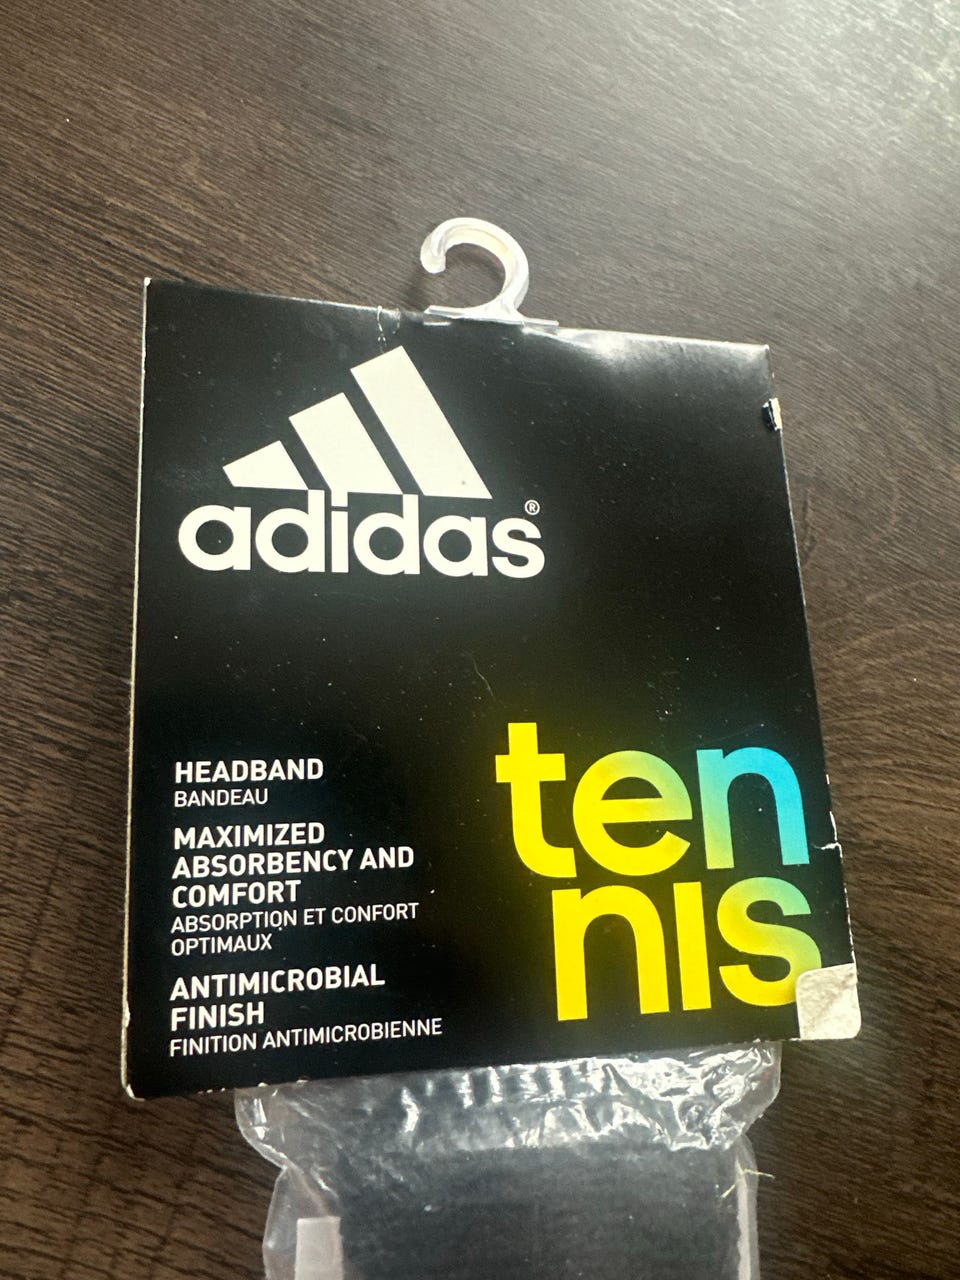 adidas®
HEADBAND
BANDEAU
MAXIMIZED
ABSORBENCY AND
COMFORT
ABSORPTION ET CONFORT
OPTIMAUX
ANTIMICROBIAL
FINISH
FINITION ANTIMICROBIENNE
ten
nis